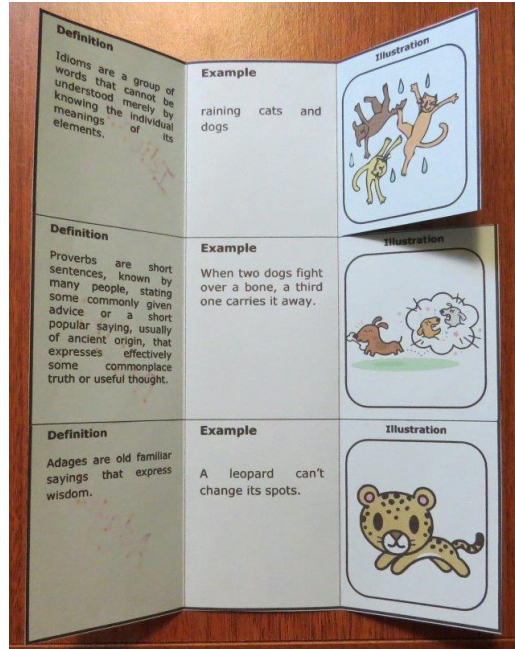 Definition
Idioms are a group of
words that cannot be
understood merely by
knowing the individual
meanings of its
elements.
Example
raining cats and
dogs
Illustration
Definition
Proverbs are short
sentences, known by
many people, stating
some commonly given
advice or a short
popular saying, usually
of ancient origin, that
expresses effectively
some commonplace
truth or useful thought.
Example
When two dogs fight
over a bone, a third
one carries it away.
Illustration
Definition
Adages are old familiar
sayings that express
wisdom.
Example
A leopard can't
change its spots.
Illustration